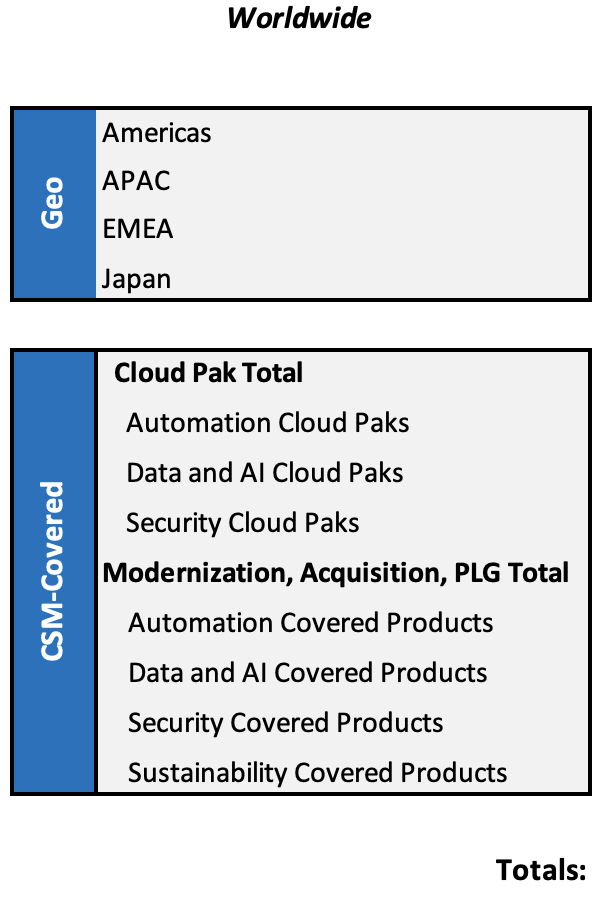 Worldwide
Geo
Americas
APAC
EMEA
Japan
CSM-Covered
Cloud Pak Total
Automation Cloud Paks
Data and AI Cloud Paks
Security Cloud Paks
Modernization, Acquisition, PLG Total
Automation Covered Products
Data and AI Covered Products
Security Covered Products
Sustainability Covered Products
Totals: